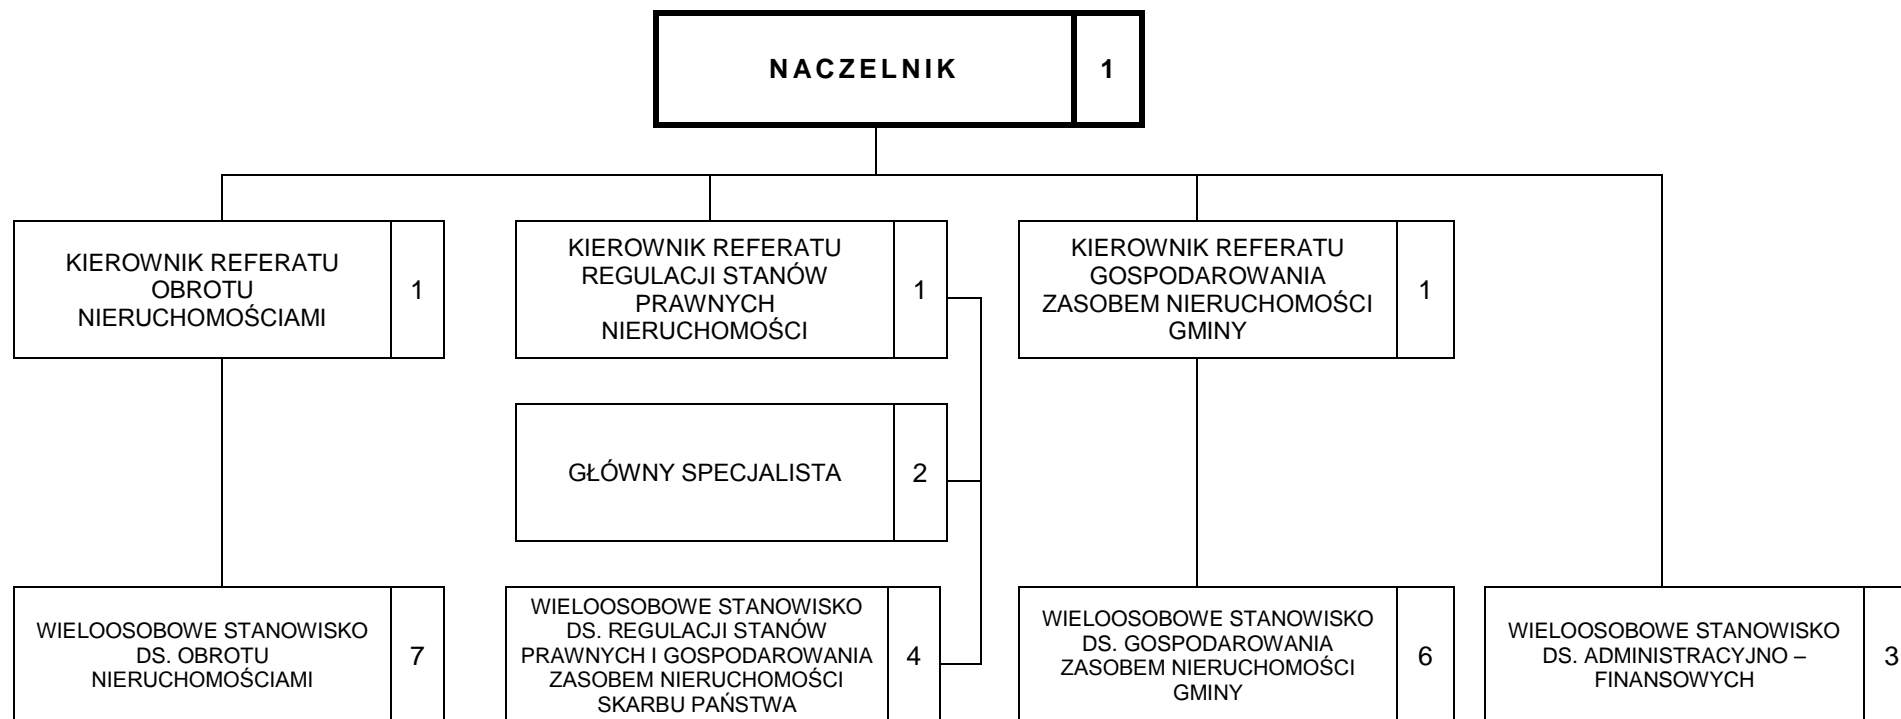 NACZELNIK
1
KIEROWNIK REFERATU
OBROTU
NIERUCHOMOŚCIAMI
1
KIEROWNIK REFERATU
REGULACJI STANÓW
PRAWNYCH
NIERUCHOMOŚCI
1
KIEROWNIK REFERATU
GOSPODAROWANIA
ZASOBEM NIERUCHOMOŚCI
GMINY
1
GŁÓWNY SPECJALISTA
2
WIELOOSOBOWE STANOWISKO
DS. OBROTU
NIERUCHOMOŚCIAMI
7
WIELOOSOBOWE STANOWISKO
DS. REGULACJI STANÓW
PRAWNYCH I GOSPODAROWANIA
ZASOBEM NIERUCHOMOŚCI
SKARBU PAŃSTWA
4
WIELOOSOBOWE STANOWISKO
DS. GOSPODAROWANIA
ZASOBEM NIERUCHOMOŚCI
GMINY
6
WIELOOSOBOWE STANOWISKO
DS. ADMINISTRACYJNO –
FINANSOWYCH
3